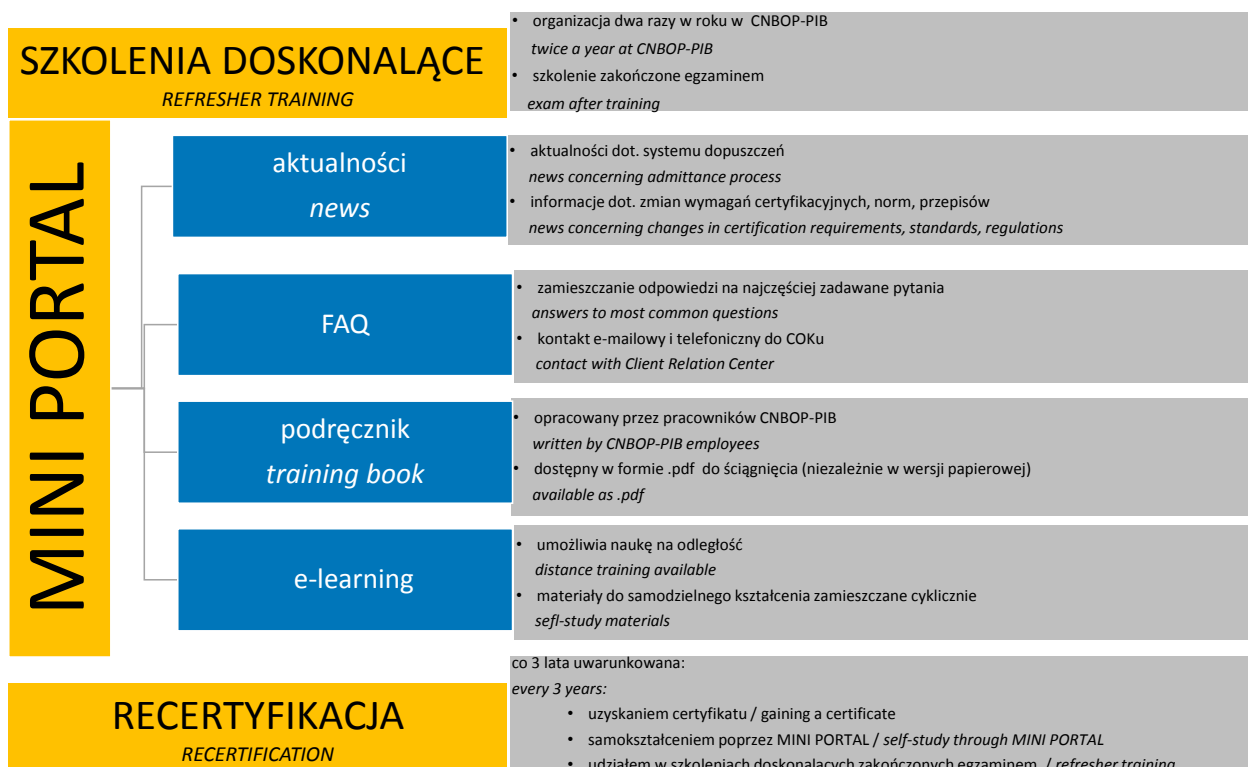 SZKOLENIA DOSKONALĄCE
REFRESHER TRAINING
• organizacja dwa razy w roku w CNBOP-PIB
twice a year at CNBOP-PIB
• szkolenie zakończone egzaminem
exam after training
MINI PORTAL
aktualności
news
• aktualności dot. systemu dopuszczeń
news concerning admittance process
• informacje dot. zmian wymagań certyfikacyjnych, norm, przepisów
news concerning changes in certification requirements, standards, regulations
FAQ
• zamieszczanie odpowiedzi na najczęściej zadawane pytania
answers to most common questions
• kontakt e-mailowy i telefoniczny do COKu
contact with Client Relation Center
podręcznik
training book
• opracowany przez pracowników CNBOP-PIB
written by CNBOP-PIB employees
• dostępny w formie .pdf do ściągnięcia (niezależnie w wersji papierowej)
available as .pdf
e-learning
• umożliwia naukę na odległość
distance training available
• materiały do samodzielnego kształcenia zamieszczane cyklicznie
sefl-study materials
RECERTYFIKACJA
RECERTIFICATION
co 3 lata uwarunkowana:
every 3 years:
• uzyskaniem certyfikatu / gaining a certificate
• samokształceniem poprzez MINI PORTAL / self-study through MINI PORTAL
• udziałem w szkoleniach doskonalących zakończonych egzaminem / refresher training